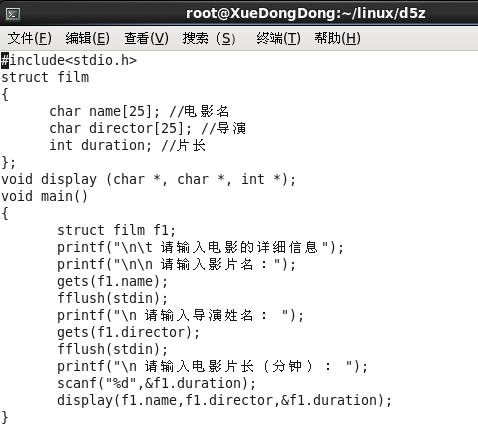 root@XueDongDong:~/linux/d5z
文件(F) 编辑(E) 查看(V) 搜索 (S) 终端(T) 帮助(H)
#include<stdio.h>
struct film
{
      char name[25]; //电影名
      char director[25]; //导演
      int duration; //片长
};
void display (char *, char *, int *);
void main()
{
       struct film f1;
       printf("\n\t 请输入电影的详细信息");
       printf("\n\n 请输入影片名：");
       gets(f1.name);
       fflush(stdin);
       printf("\n 请输入导演姓名： ");
       gets(f1.director);
       fflush(stdin);
       printf("\n 请输入电影片长（分钟）： ");
       scanf("%d",&f1.duration);
       display(f1.name,f1.director,&f1.duration);
}